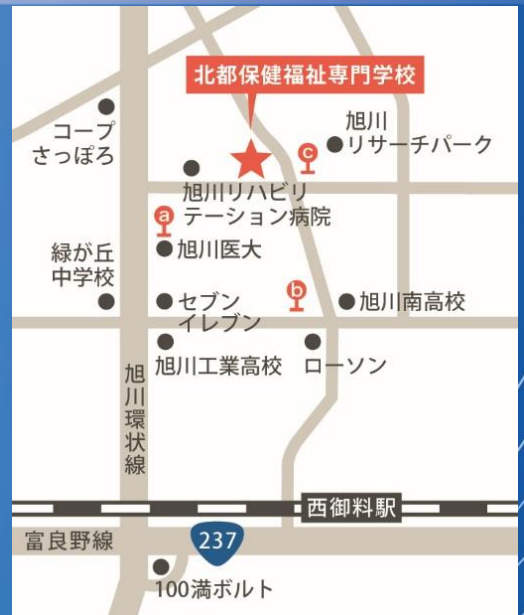 北都保健福祉専門学校
コープ
さっぽろ
旭川
リサーチパーク
c
旭川リハビリ
テーション病院
a
旭川医大
緑が丘
中学校
セブン
イレブン
b
旭川南高校
旭川工業高校
ローソン
旭川環状線
西御料駅
富良野線
237
100満ボルト